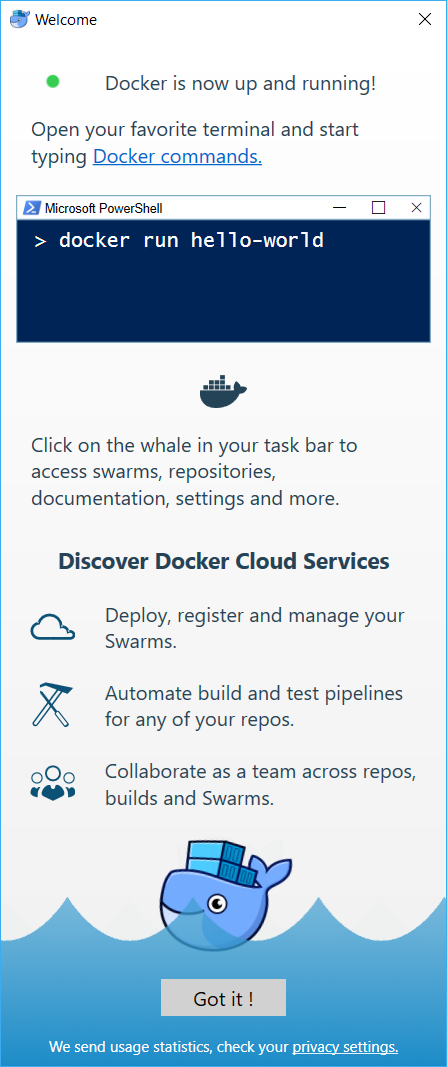 Welcome
Docker is now up and running!
Open your favorite terminal and start
typing Docker commands.
Microsoft PowerShell
> docker run hello-world
Click on the whale in your task bar to
access swarms, repositories,
documentation, settings and more.
Discover Docker Cloud Services
Deploy, register and manage your
Swarms.
Automate build and test pipelines
for any of your repos.
Collaborate as a team across repos,
builds and Swarms.
Got it !
We send usage statistics, check your privacy settings.